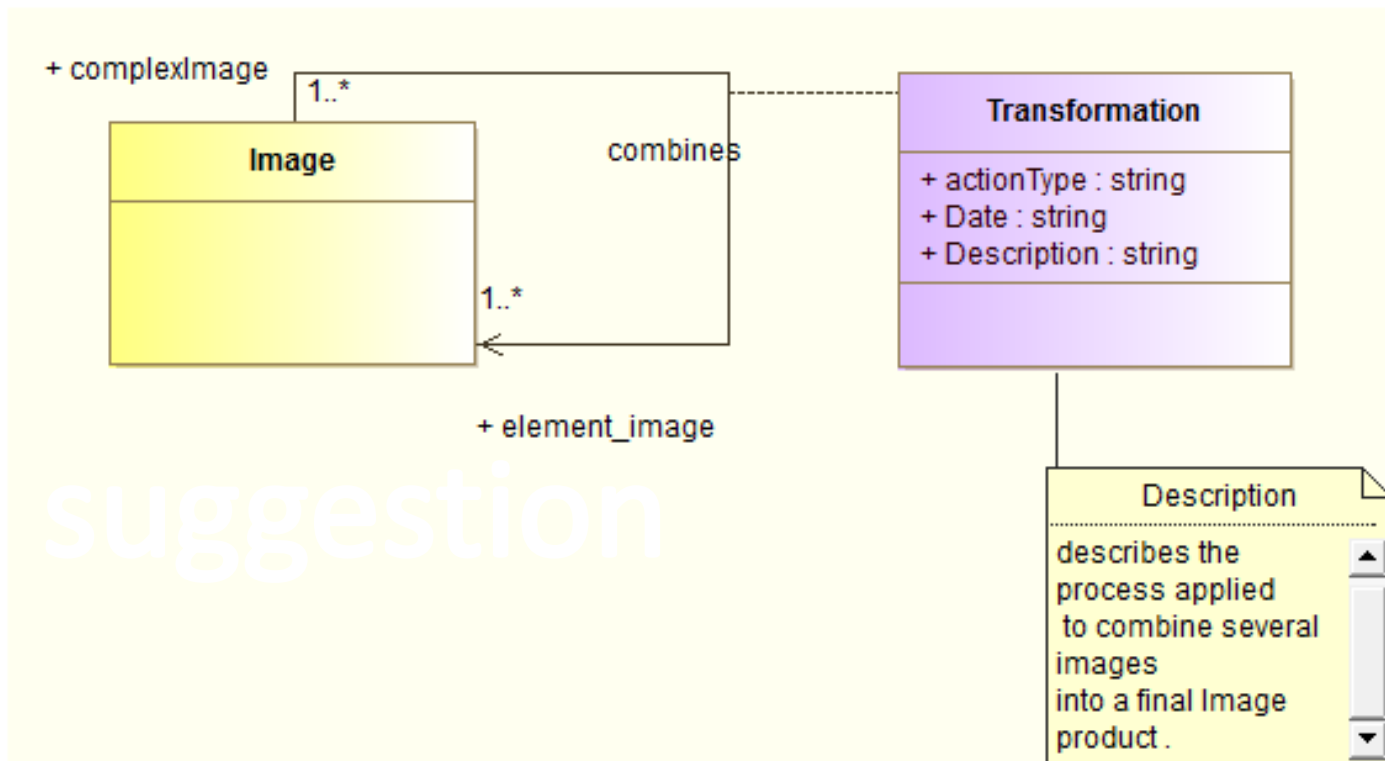 + complexImage
1..*
Image
combines
1..*
+ element_image
Transformation
+ actionType : string
+ Date : string
+ Description : string
suggestion
Description
describes the
process applied
to combine several
images
into a final Image
product .